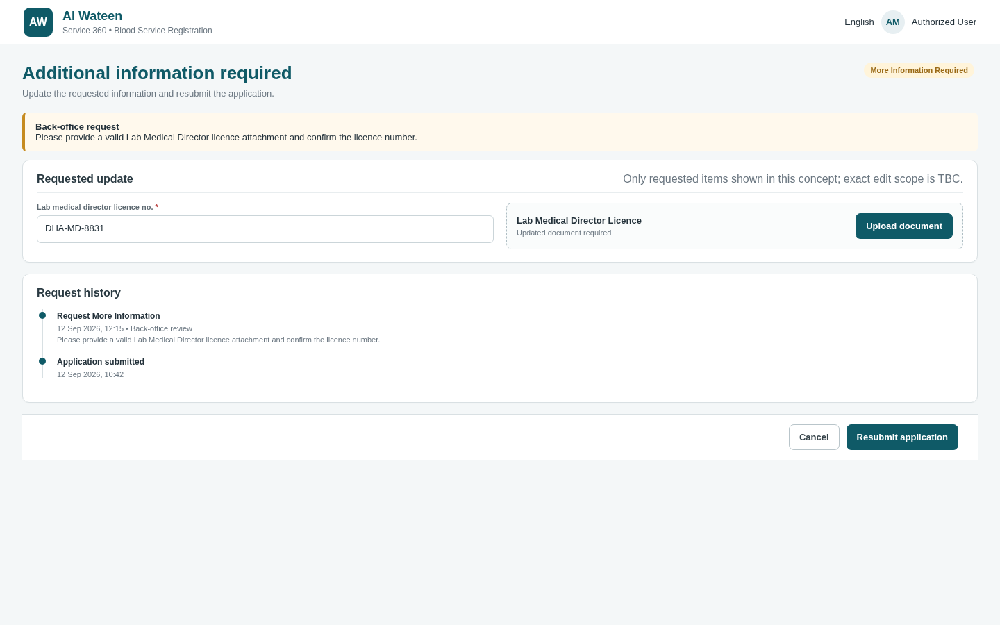 AW
Al Wateen
Service 360 • Blood Service Registration
English
AM
Authorized User
Additional information required
More Information Required
Update the requested information and resubmit the application.
Back-office request
Please provide a valid Lab Medical Director licence attachment and confirm the licence number.
Requested update
Only requested items shown in this concept; exact edit scope is TBC.
Lab medical director licence no. *
DHA-MD-8831
Lab Medical Director Licence
Updated document required
Upload document
Request history
Request More Information
12 Sep 2026, 12:15 • Back-office review
Please provide a valid Lab Medical Director licence attachment and confirm the licence number.
Application submitted
12 Sep 2026, 10:42
Cancel
Resubmit application